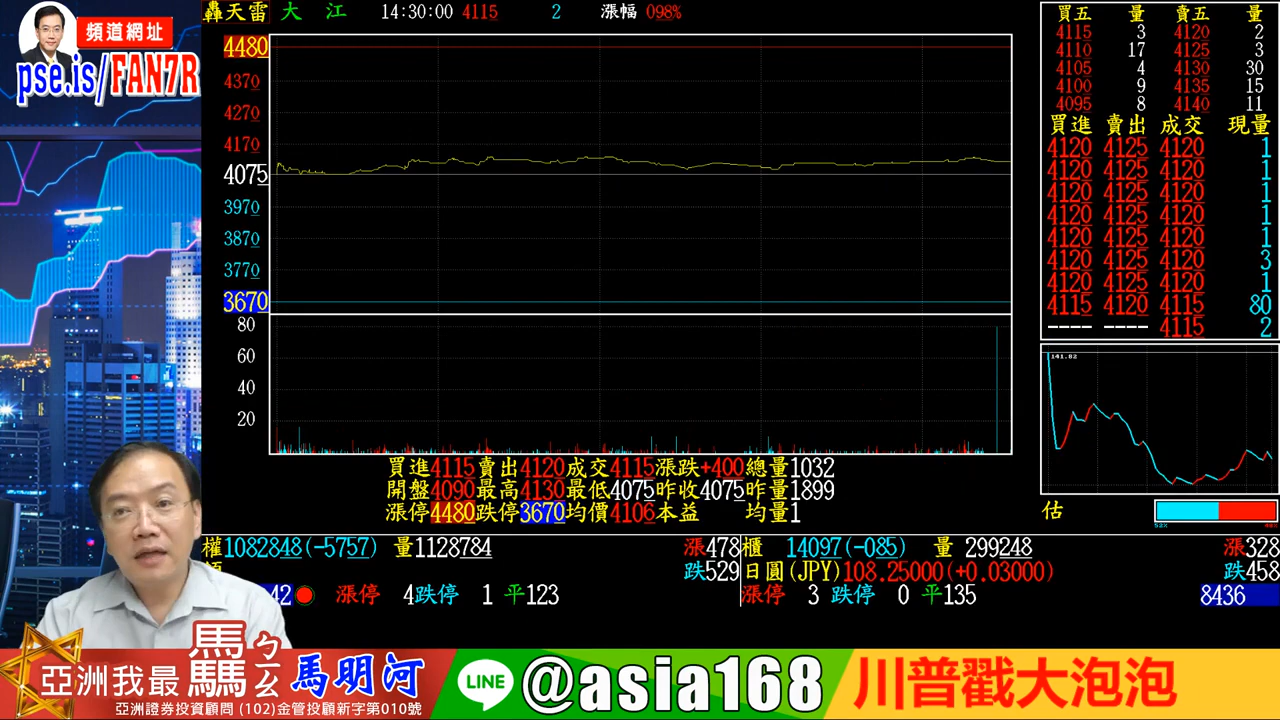 頻道網址
pse.is/FAN7R
轟天雷 大 江 14:30:00 4115 2 漲幅 098%
4480
4370
4270
4170
4075
3970
3870
3770
3670
80
60
40
20
買五 量 賣五 量
4115 3 4120 2
4110 17 4125 3
4105 4 4130 30
4100 9 4135 15
4095 8 4140 11
買進 賣出 成交 現量
4120 4125 4120 1
4120 4125 4120 1
4120 4125 4120 1
4120 4125 4120 1
4120 4125 4120 1
4120 4125 4120 3
4120 4125 4120 1
4115 4120 4115 80
---- ---- 4115 2
141.82
估
52% 48%
買進4115賣出4120成交4115漲跌+400總量1032
開盤4090最高4130最低4075昨收4075昨量1899
漲停4480跌停3670均價4106本益 均量1
權1082848(-5757) 量1128784 漲478
跌529
42 漲停 4跌停 1 平123
櫃 14097(-085) 量 299248 漲328
日圓(JPY)108.25000(+0.03000) 跌458
漲停 3 跌停 0 平135 8436
亞洲我最馬驫ㄅㄧㄠ馬明河
亞洲證券投資顧問 (102)金管投顧新字第010號
LINE @asia168
川普戳大泡泡